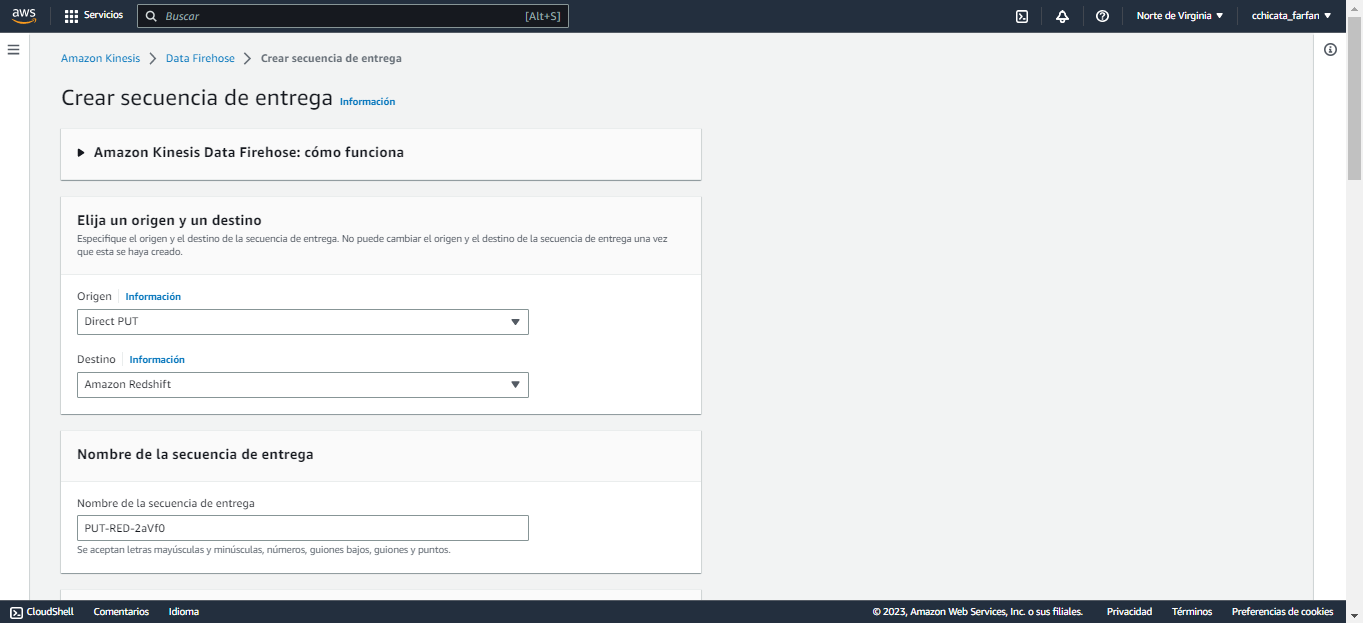 aws Servicios Buscar [Alt+S] Norte de Virginia cchicata_farfan
Amazon Kinesis Data Firehose Crear secuencia de entrega
Crear secuencia de entrega Información
Amazon Kinesis Data Firehose: cómo funciona
Elija un origen y un destino
Especifique el origen y el destino de la secuencia de entrega. No puede cambiar el origen y el destino de la secuencia de entrega una vez
que esta se haya creado.
Origen Información
Direct PUT
Destino Información
Amazon Redshift
Nombre de la secuencia de entrega
Nombre de la secuencia de entrega
PUT-RED-2aVf0
Se aceptan letras mayúsculas y minúsculas, números, guiones bajos, guiones y puntos.
CloudShell Comentarios Idioma © 2023, Amazon Web Services, Inc. o sus filiales. Privacidad Términos Preferencias de cookies